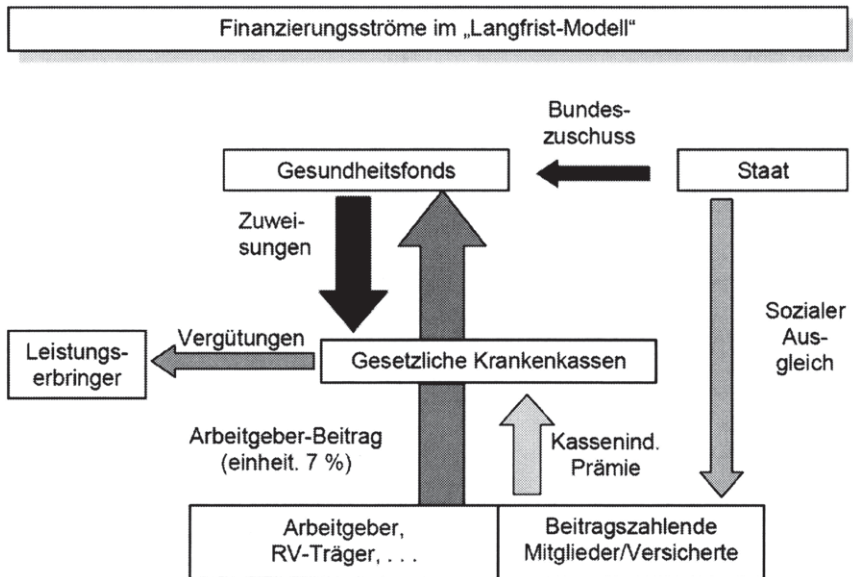 Finanzierungsströme im „Langfrist-Modell“
Bundes-
zuschuss
Gesundheitsfonds
Staat
Zuwei-
sungen
Sozialer
Aus-
gleich
Leistungs-
erbringer
Vergütungen
Gesetzliche Krankenkassen
Arbeitgeber-Beitrag
(einheit. 7 %)
Kassenind.
Prämie
Arbeitgeber,
RV-Träger, . . .
Beitragszahlende
Mitglieder/Versicherte